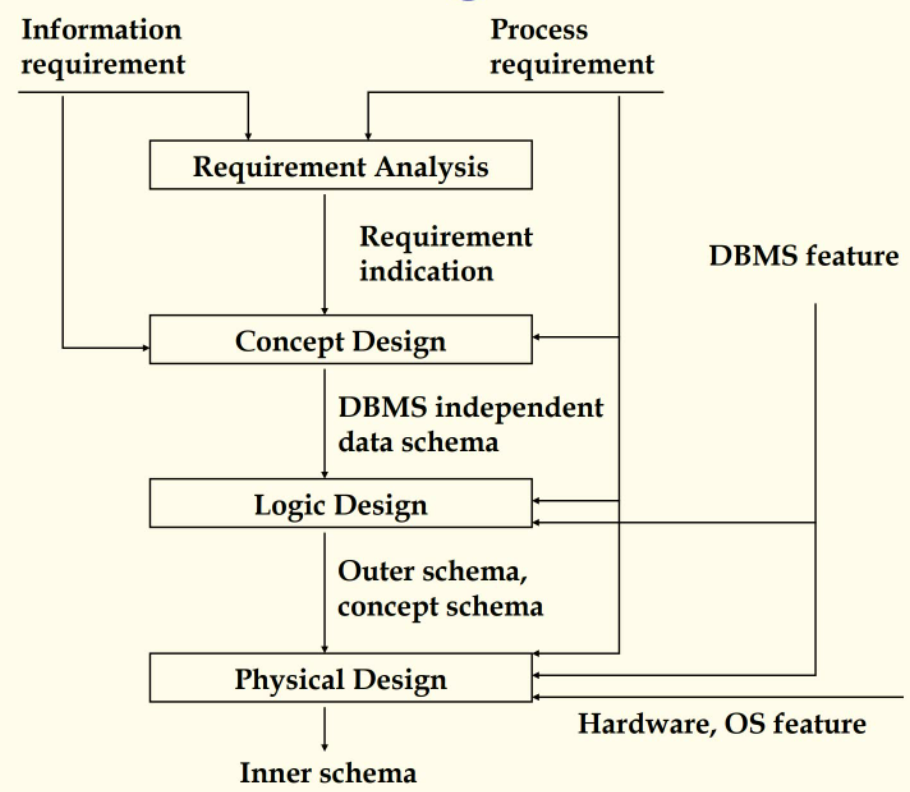 Information
requirement
Process
requirement
Requirement Analysis
Requirement
indication
DBMS feature
Concept Design
DBMS independent
data schema
Logic Design
Outer schema,
concept schema
Physical Design
Hardware, OS feature
Inner schema